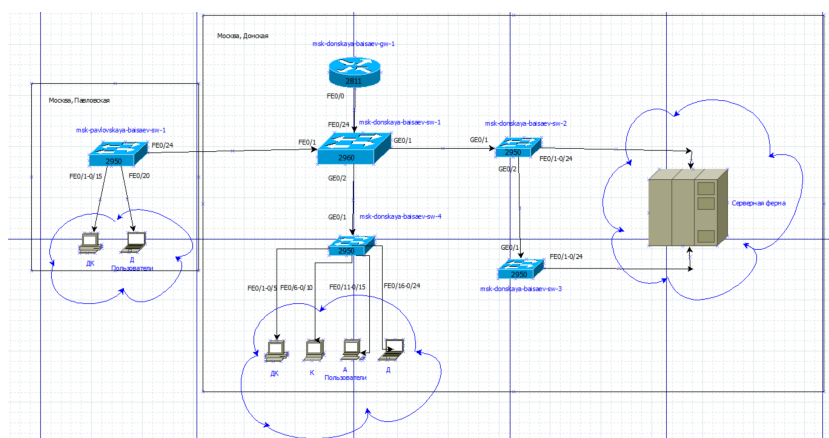 Москва, Донская
msk-donskaya-baisaev-gw-1
2811
FE0/0
Москва, Павловская
msk-pavlovskaya-baisaev-sw-1
FE0/24
2950
FE0/1-0/15
FE0/20
ДК
Д
Пользователи
FE0/24
msk-donskaya-baisaev-sw-1
FE0/1
GE0/1
2960
GE0/2
GE0/1
msk-donskaya-baisaev-sw-2
2950
FE0/1-0/24
GE0/2
Серверная ферма
GE0/1
msk-donskaya-baisaev-sw-4
2950
GE0/1
FE0/1-0/24
2950
msk-donskaya-baisaev-sw-3
FE0/1-0/5
FE0/6-0/10
FE0/11-0/15
FE0/16-0/24
ДК
К
А
Д
Пользователи